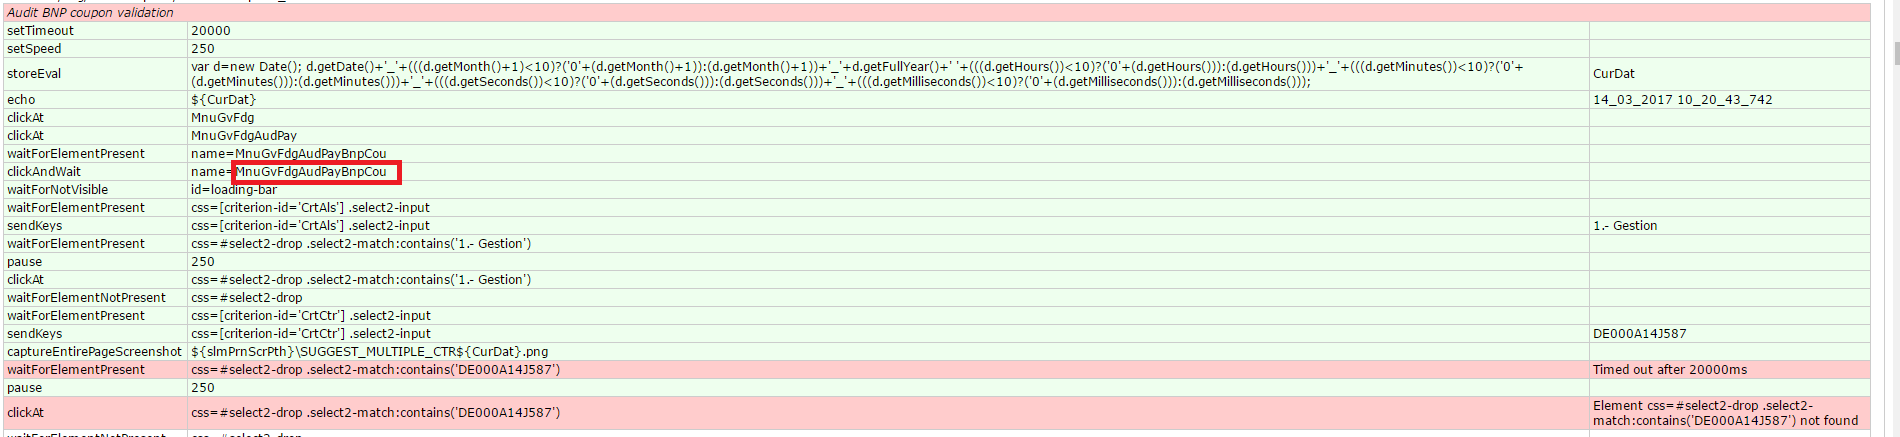 Audit BNP coupon validation
setTimeout 20000
setSpeed 250
storeEval var d=new Date(); d.getDate()+'_'+(((d.getMonth()+1)<10)?('0'+(d.getMonth()+1)):(d.getMonth()+1))+'_'+d.getFullYear()+' '+(((d.getHours())<10)?('0'+(d.getHours())):(d.getHours()))+'_'+(((d.getMinutes())<10)?('0'+
(d.getMinutes())):(d.getMinutes()))+'_'+(((d.getSeconds())<10)?('0'+(d.getSeconds())):(d.getSeconds()))+'_'+(((d.getMilliseconds())<10)?('0'+(d.getMilliseconds())):(d.getMilliseconds())); CurDat
echo ${CurDat} 14_03_2017 10_20_43_742
clickAt MnuGvFdg
clickAt MnuGvFdgAudPay
waitForElementPresent name=MnuGvFdgAudPayBnpCou
clickAndWait name=MnuGvFdgAudPayBnpCou
waitForNotVisible id=loading-bar
waitForElementPresent css=[criterion-id='CrtAls'] .select2-input
sendKeys css=[criterion-id='CrtAls'] .select2-input 1.- Gestion
waitForElementPresent css=#select2-drop .select2-match:contains('1.- Gestion')
pause 250
clickAt css=#select2-drop .select2-match:contains('1.- Gestion')
waitForElementNotPresent css=#select2-drop
waitForElementPresent css=[criterion-id='CrtCtr'] .select2-input
sendKeys css=[criterion-id='CrtCtr'] .select2-input DE000A14J587
captureEntirePageScreenshot ${slmPrnScrPth}\SUGGEST_MULTIPLE_CTR${CurDat}.png
waitForElementPresent css=#select2-drop .select2-match:contains('DE000A14J587') Timed out after 20000ms
pause 250
clickAt css=#select2-drop .select2-match:contains('DE000A14J587') Element css=#select2-drop .select2-
match:contains('DE000A14J587') not found